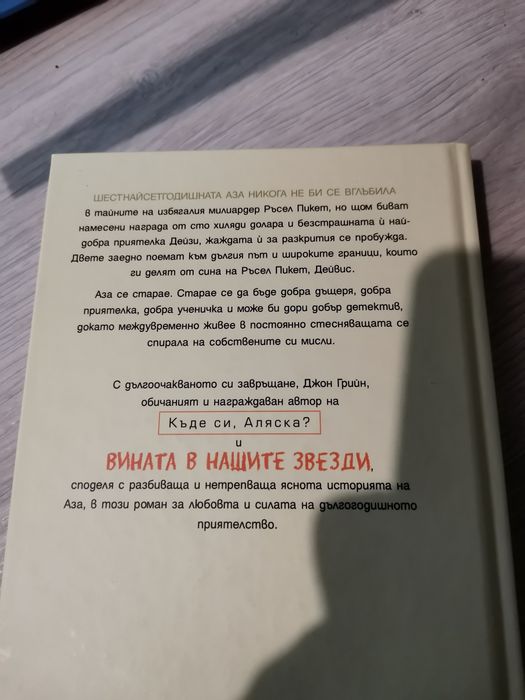 ШЕСТНАЙСЕТГОДИШНАТА АЗА НИКОГА НЕ БИ СЕ ВГЛЪБИЛА
в тайните на избягалия милиардер Ръсел Пикет, но щом биват
намесени награда от сто хиляди долара и безстрашната ѝ най-
добра приятелка Дейзи, жаждата ѝ за разкрития се пробужда.
Двете заедно поемат към дългия път и широките граници, които
ги делят от сина на Ръсел Пикет, Дейвис.
Аза се старае. Старае се да бъде добра дъщеря, добра
приятелка, добра ученичка и може би дори добър детектив,
докато междувременно живее в постоянно стесняващата се
спирала на собствените си мисли.
С дългоочакваното си завръщане, Джон Грийн,
обичаният и награждаван автор на
Къде си, Аляска?
и
ВИНАТА В НАШИТЕ ЗВЕЗДИ,
споделя с разбиваща и нетрепваща яснота историята на
Аза, в този роман за любовта и силата на дългогодишното
приятелство.